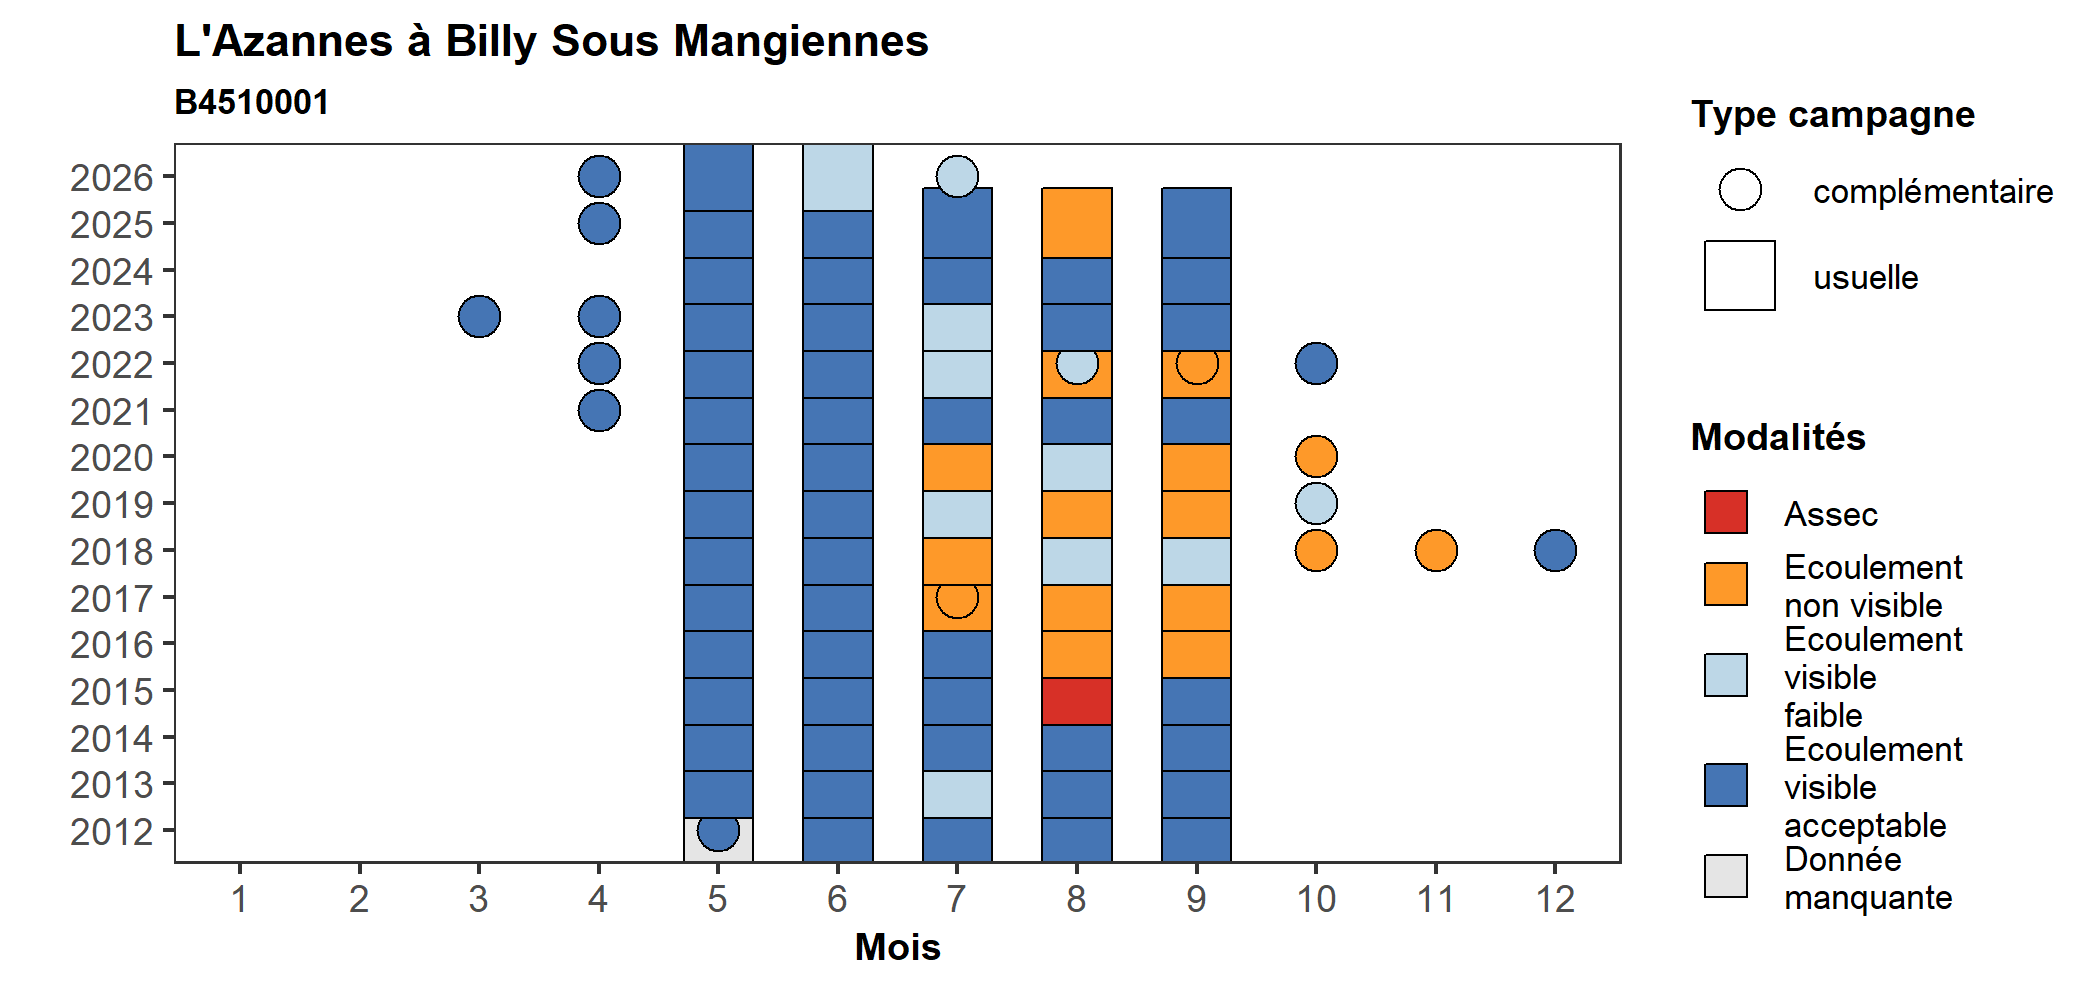 L'Azannes à Billy Sous Mangiennes
B4510001
2026
2025
2024
2023
2022
2021
2020
2019
2018
2017
2016
2015
2014
2013
2012
1 2 3 4 5 6 7 8 9 10 11 12
Mois
Type campagne
complémentaire
usuelle
Modalités
Assec
Ecoulement
non visible
Ecoulement
visible
faible
Ecoulement
visible
acceptable
Donnée
manquante